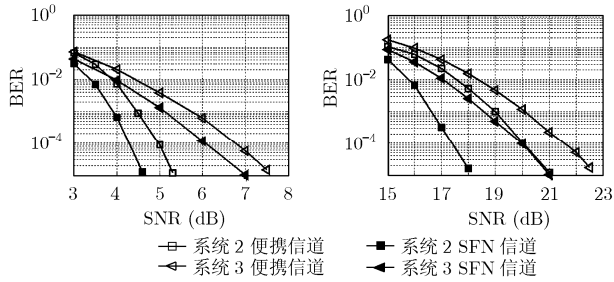 10^0
10^-2
10^-4
BER
3 4 5 6 7 8
SNR (dB)
10^0
10^-2
10^-4
BER
15 17 19 21 23
SNR (dB)
系统 2 便携信道
系统 2 SFN 信道
系统 3 便携信道
系统 3 SFN 信道